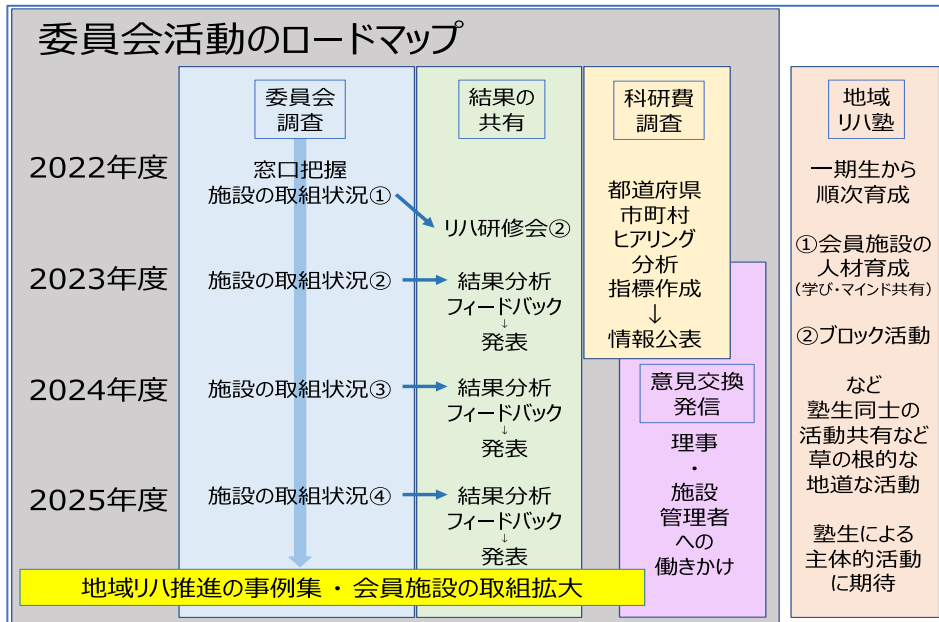 委員会活動のロードマップ
委員会
調査
結果の
共有
科研費
調査
地域
リハ塾
2022年度
窓口把握
施設の取組状況①
リハ研修会②
都道府県
市町村
ヒアリング
分析
指標作成
↓
情報公表
2023年度
施設の取組状況②
結果分析
フィードバック
↓
発表
2024年度
施設の取組状況③
結果分析
フィードバック
↓
発表
意見交換
発信
理事
・
施設
管理者
への
働きかけ
2025年度
施設の取組状況④
結果分析
フィードバック
↓
発表
地域リハ推進の事例集・会員施設の取組拡大
一期生から
順次育成
①会員施設の
人材育成
(学び・マインド共有)
②ブロック活動
など
塾生同士の
活動共有など
草の根的な
地道な活動
塾生による
主体的活動
に期待